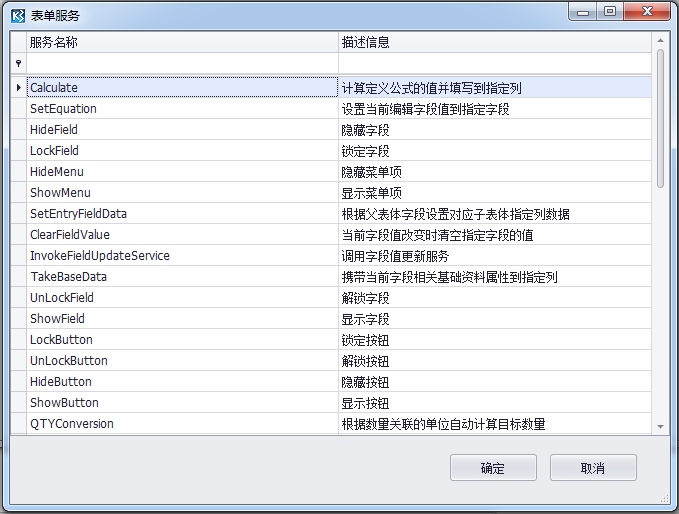 表单服务
服务名称 描述信息
Calculate 计算定义公式的值并填写到指定列
SetEquation 设置当前编辑字段值到指定字段
HideField 隐藏字段
LockField 锁定字段
HideMenu 隐藏菜单项
ShowMenu 显示菜单项
SetEntryFieldData 根据父表体字段设置对应子表体指定列数据
ClearFieldValue 当前字段值改变时清空指定字段的值
InvokeFieldUpdateService 调用字段值更新服务
TakeBaseData 携带当前字段相关基础资料属性到指定列
UnLockField 解锁字段
ShowField 显示字段
LockButton 锁定按钮
UnLockButton 解锁按钮
HideButton 隐藏按钮
ShowButton 显示按钮
QTYConversion 根据数量关联的单位自动计算目标数量
确定 取消